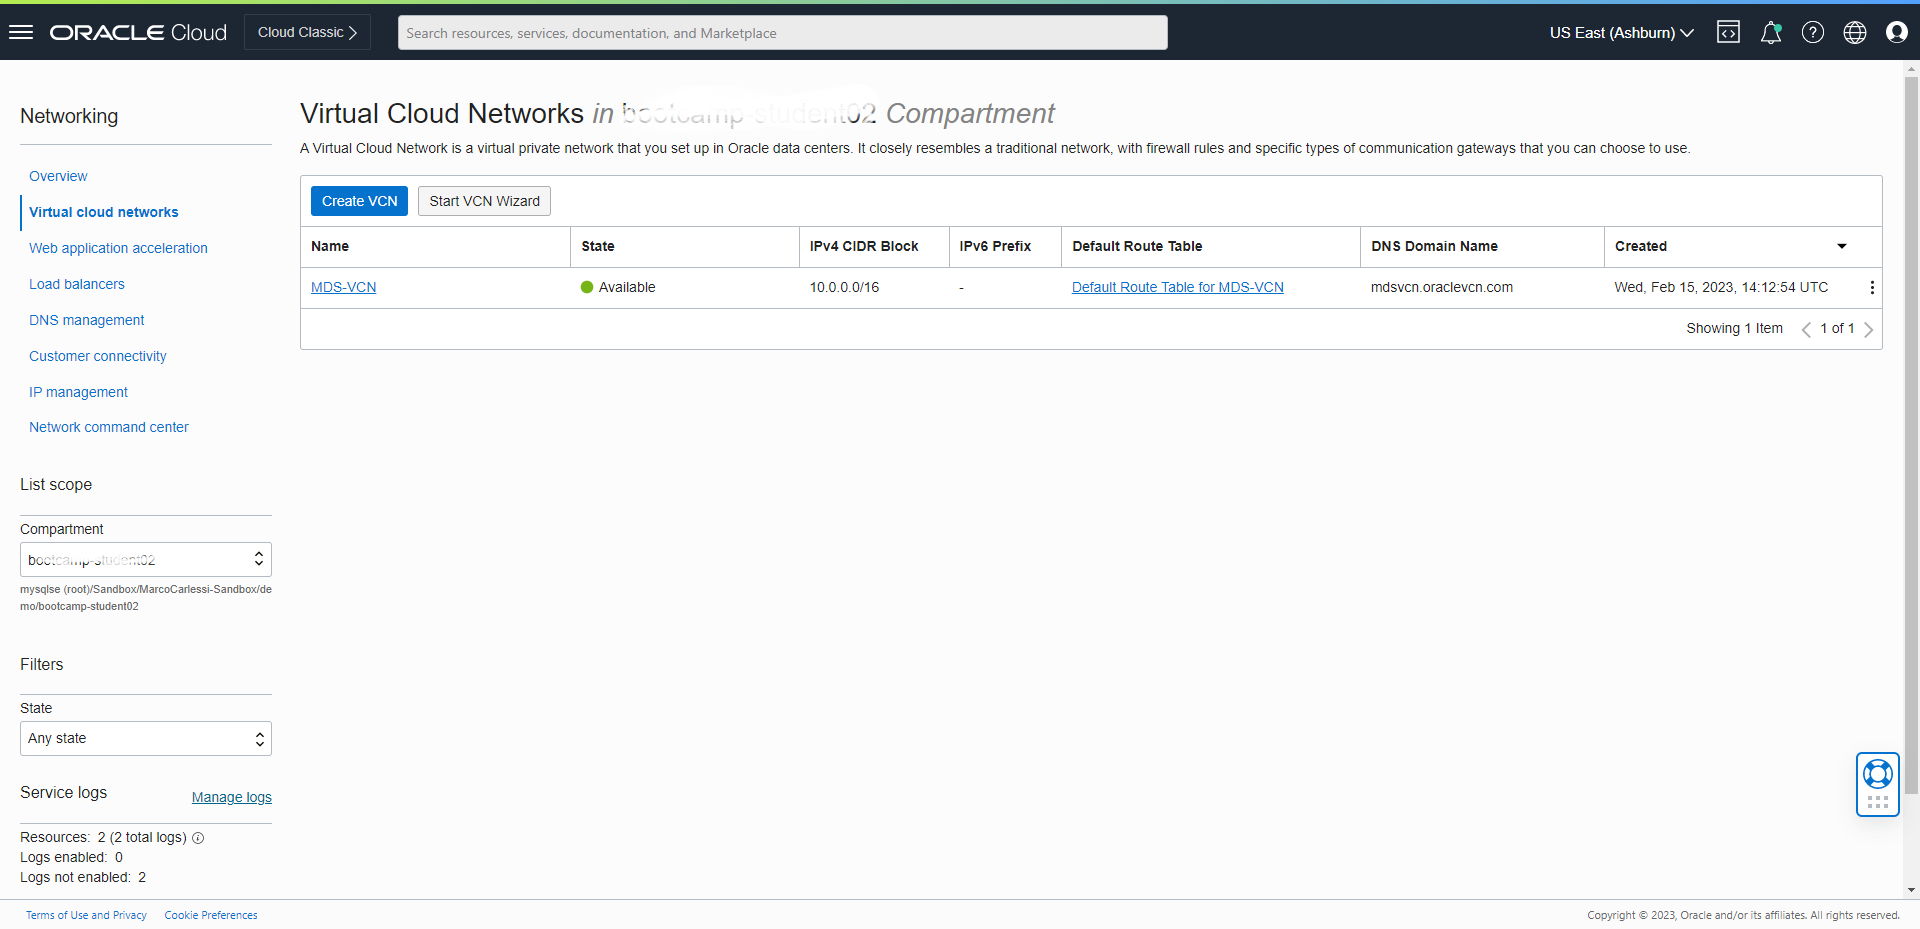 ORACLE Cloud
Cloud Classic
Search resources, services, documentation, and Marketplace
US East (Ashburn)
Networking
Overview
Virtual cloud networks
Web application acceleration
Load balancers
DNS management
Customer connectivity
IP management
Network command center
List scope
Compartment
bootcamp-student02
mysqlse (root)/Sandbox/MarcoCarlessi-Sandbox/de
mo/bootcamp-student02
Filters
State
Any state
Service logs
Manage logs
Resources: 2 (2 total logs)
Logs enabled: 0
Logs not enabled: 2
Virtual Cloud Networks in bootcamp-student02 Compartment
A Virtual Cloud Network is a virtual private network that you set up in Oracle data centers. It closely resembles a traditional network, with firewall rules and specific types of communication gateways that you can choose to use.
Create VCN Start VCN Wizard
Name State IPv4 CIDR Block IPv6 Prefix Default Route Table DNS Domain Name Created
MDS-VCN Available 10.0.0.0/16 - Default Route Table for MDS-VCN mdsvcn.oraclevcn.com Wed, Feb 15, 2023, 14:12:54 UTC
Showing 1 Item 1 of 1
Terms of Use and Privacy Cookie Preferences
Copyright © 2023, Oracle and/or its affiliates. All rights reserved.